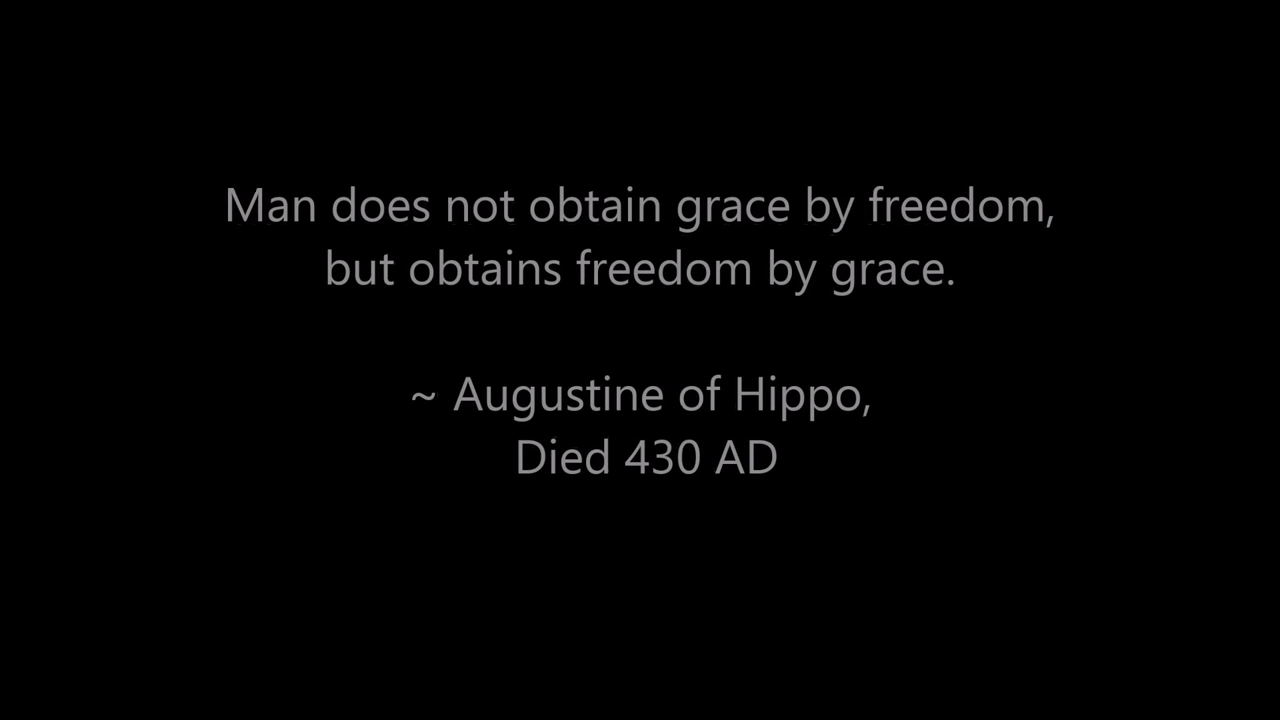 Man does not obtain grace by freedom,
but obtains freedom by grace.
~ Augustine of Hippo,
Died 430 AD